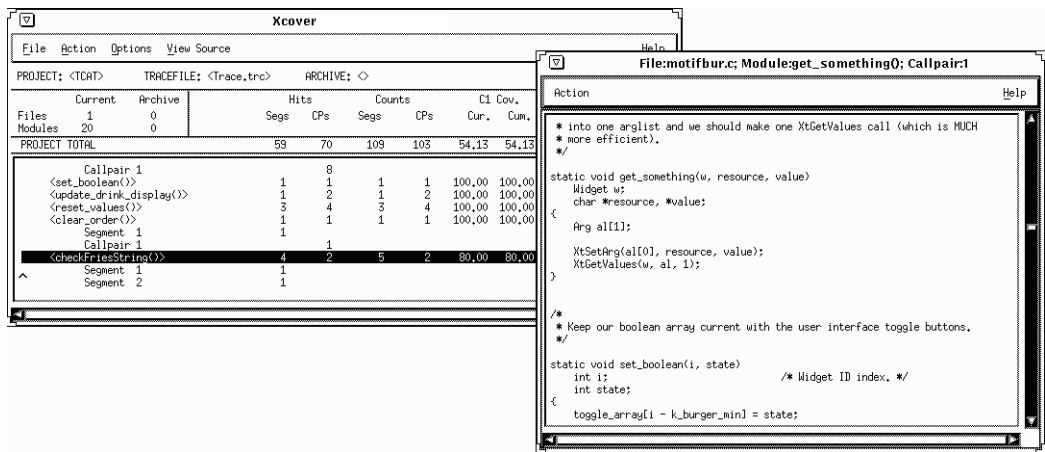 Xcover
File Action Options View Source Help
PROJECT: <TCAT> TRACEFILE: <Trace.trc> ARCHIVE: <>
Current Archive Hits Counts C1 Cov.
Files 1 0 Segs CPs Segs CPs Cur. Cum.
Modules 20 0
PROJECT TOTAL 59 70 109 103 54.13 54.13
Callpair 1 8
<set_boolean()> 1 1 1 1 100.00 100.00
<update_drink_display()> 1 2 1 2 100.00 100.00
<reset_values()> 3 4 3 4 100.00 100.00
<clear_order()> 1 1 1 1 100.00 100.00
Segment 1 1
Callpair 1 1
<checkFriesString()> 4 2 5 2 80.00 80.00
Segment 1 1
Segment 2 1
File:motifbur.c; Module:get_something(); Callpair:1
Action Help
* into one arglist and we should make one XtGetValues call (which is MUCH
* more efficient).
*/
static void get_something(w, resource, value)
Widget w;
char *resource, *value;
{
Arg al[1];
XtSetArg(al[0], resource, value);
XtGetValues(w, al, 1);
}
/*
* Keep our boolean array current with the user interface toggle buttons.
*/
static void set_boolean(i, state)
int i; /* Widget ID index. */
int state;
{
toggle_array[i - k_burger_min] = state;